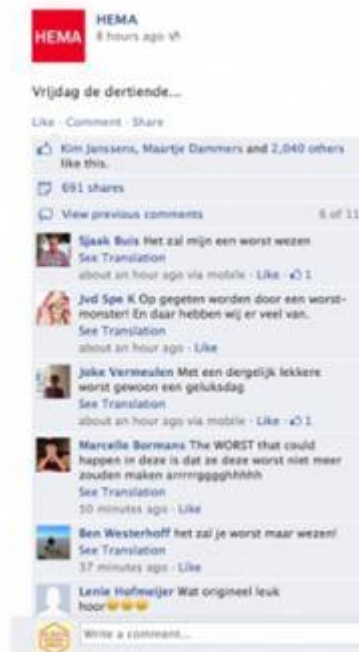 HEMA
HEMA
8 hours ago
Vrijdag de dertiende...
Like · Comment · Share
Kim Janssens, Maartje Dammers and 2,040 others
like this.
691 shares
View previous comments 6 of 11
Sjaak Buis Het zal mijn een worst wezen
See Translation
about an hour ago via mobile · Like · 1
Jvd Spe K Op gegeten worden door een worst-
monster! En daar hebben wij er veel van.
See Translation
about an hour ago · Like
Joke Vermeulen Met een dergelijk lekkere
worst gewoon een geluksdag
See Translation
about an hour ago via mobile · Like · 1
Marcelle Bormans The WORST that could
happen in deze is dat ze deze worst niet meer
zouden maken arrrrrggghhhhh
See Translation
50 minutes ago · Like
Ben Westerhoff het zal je worst maar wezen!
See Translation
37 minutes ago · Like
Lenie Hofmeijer Wat origineel leuk
hoor😄😄😄
Write a comment...